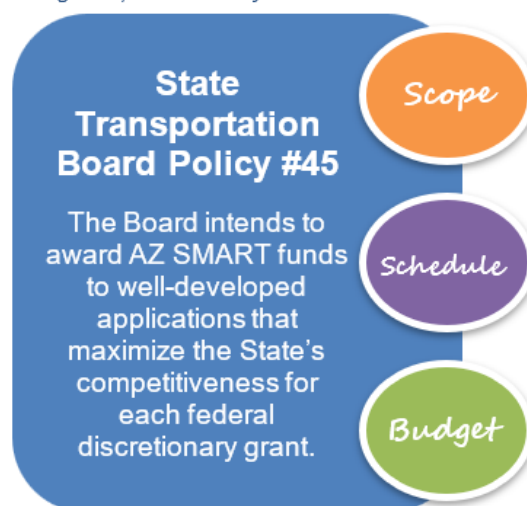 State
Transportation
Board Policy #45
The Board intends to
award AZ SMART funds
to well-developed
applications that
maximize the State's
competitiveness for
each federal
discretionary grant.
Scope
Schedule
Budget